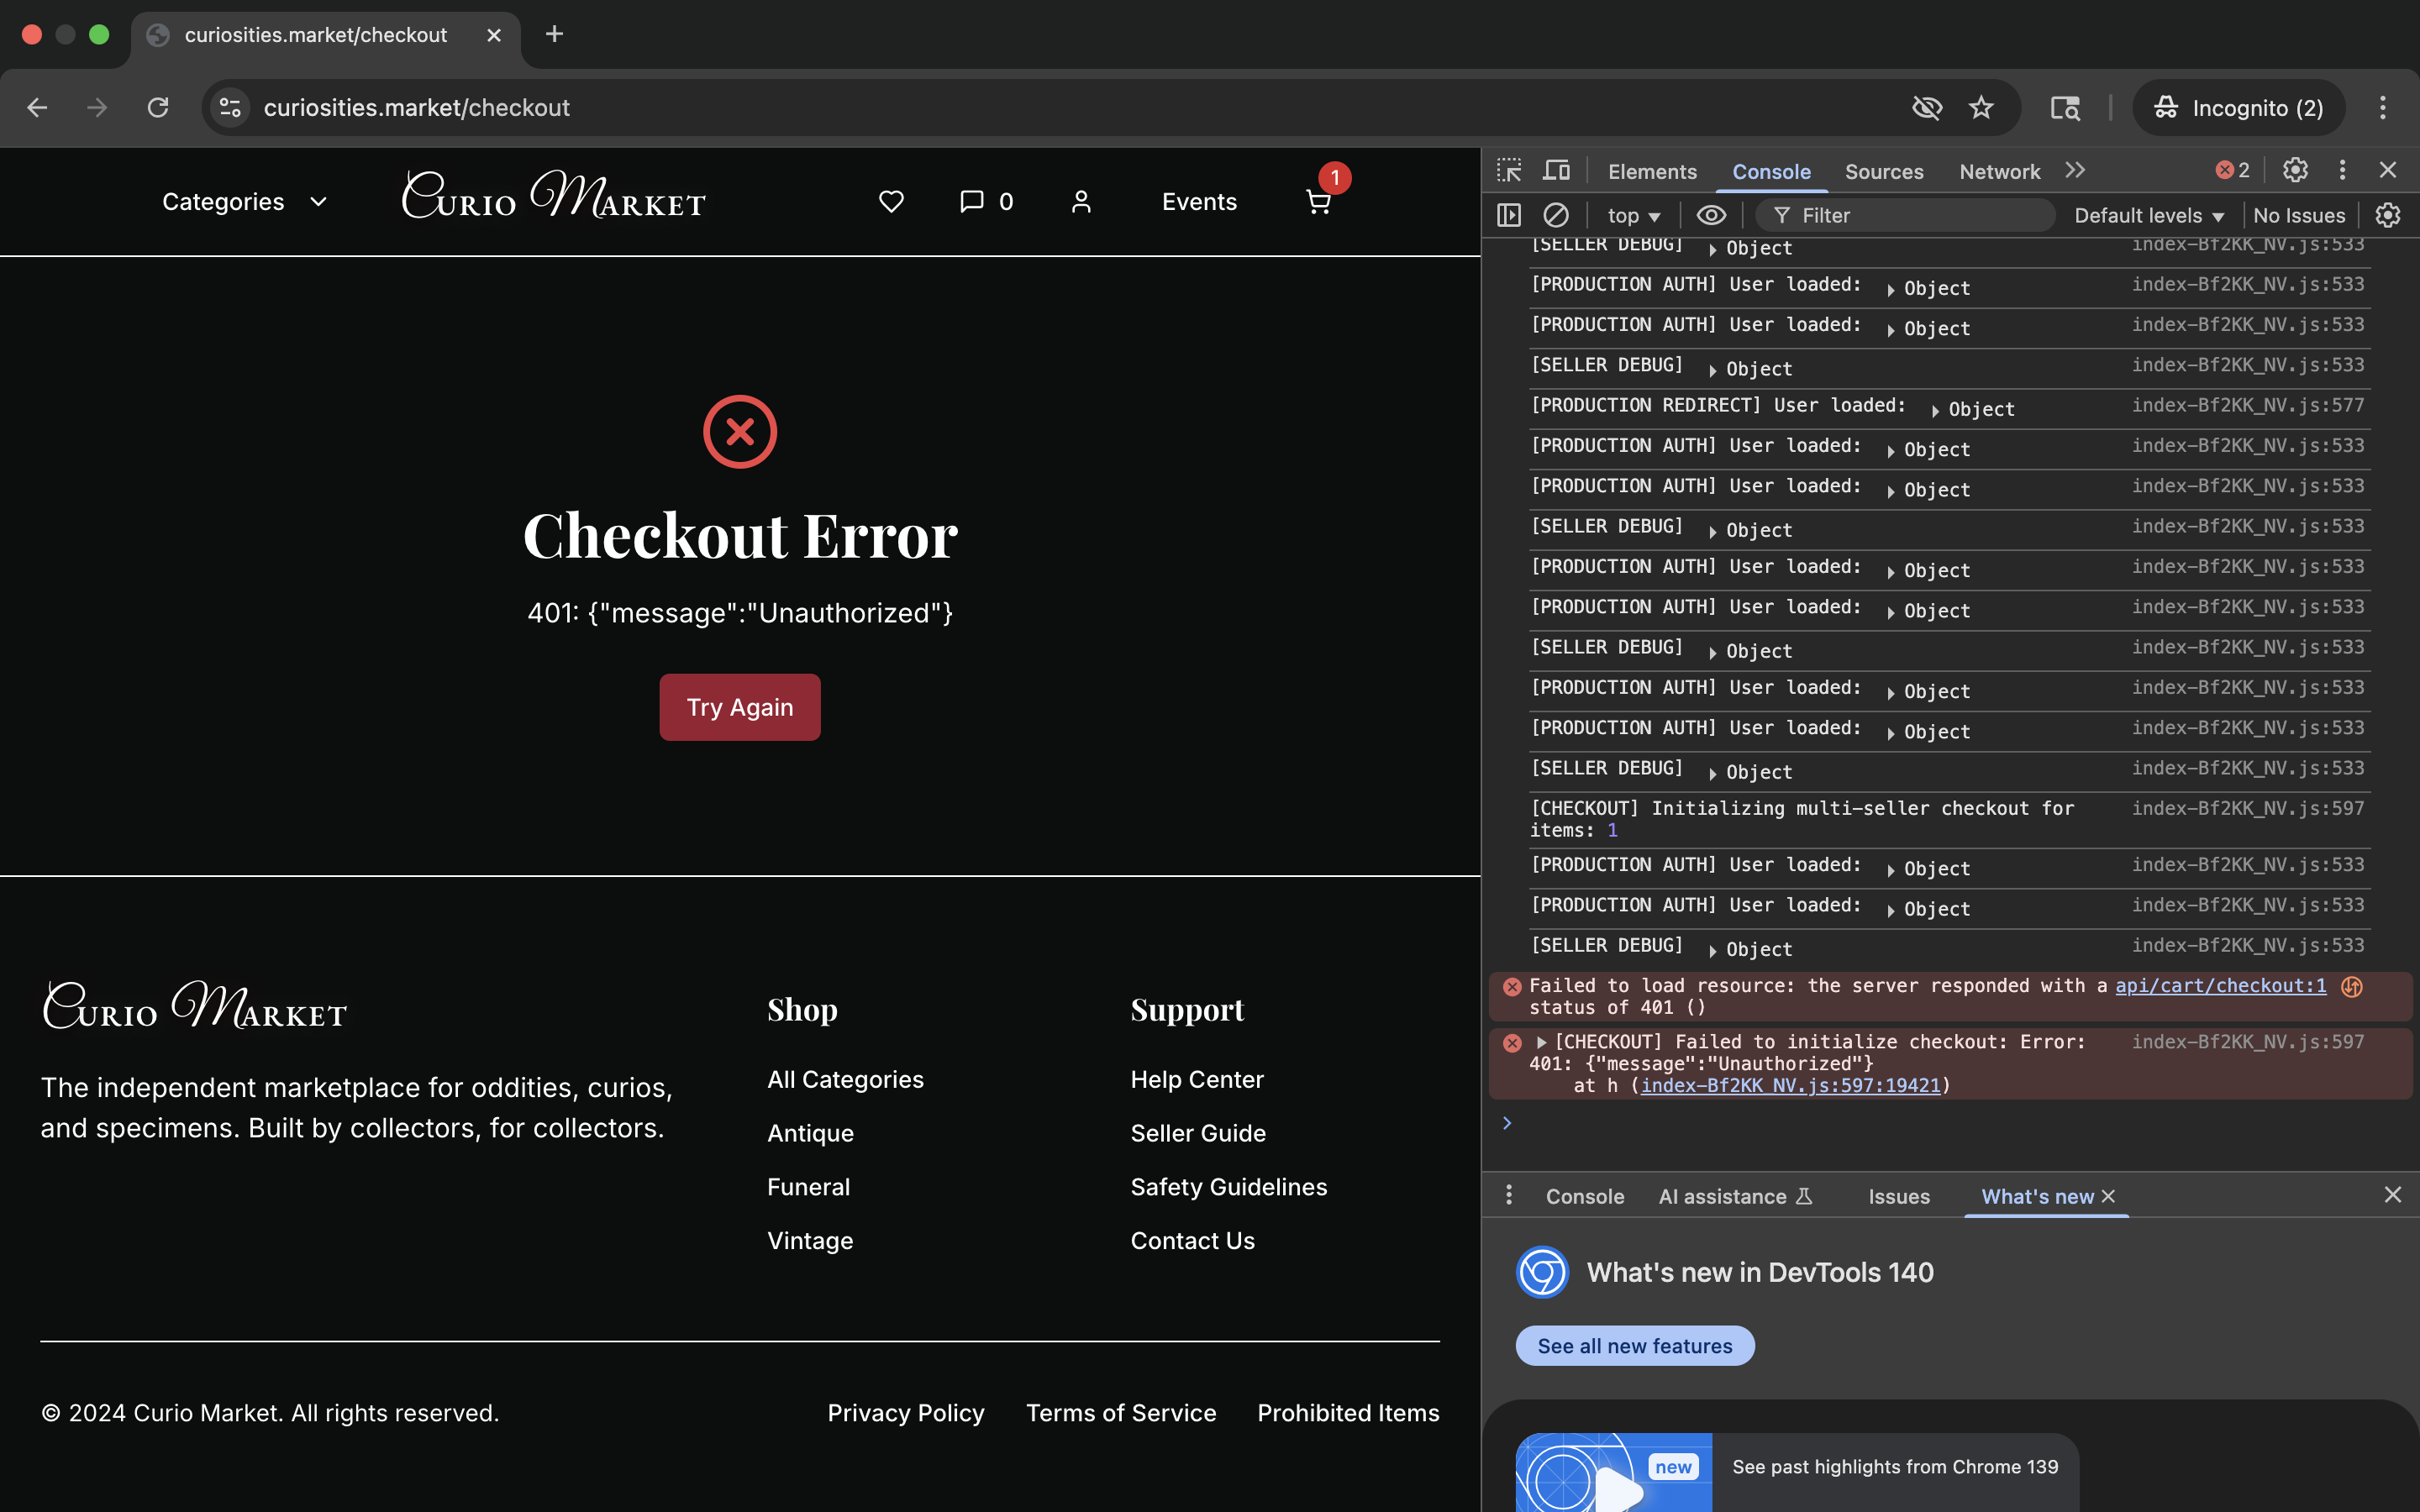 curiosities.market/checkout
curiosities.market/checkout
Incognito (2)
Categories
Curio Market
0
Events
1
Checkout Error
401: {"message":"Unauthorized"}
Try Again
Curio Market
The independent marketplace for oddities, curios,
and specimens. Built by collectors, for collectors.
Shop
All Categories
Antique
Funeral
Vintage
Support
Help Center
Seller Guide
Safety Guidelines
Contact Us
© 2024 Curio Market. All rights reserved.
Privacy Policy
Terms of Service
Prohibited Items
Elements
Console
Sources
Network
2
top
Filter
Default levels
No Issues
[SELLER DEBUG] Object index-Bf2KK_NV.js:533
[PRODUCTION AUTH] User loaded: Object index-Bf2KK_NV.js:533
[PRODUCTION AUTH] User loaded: Object index-Bf2KK_NV.js:533
[SELLER DEBUG] Object index-Bf2KK_NV.js:533
[PRODUCTION REDIRECT] User loaded: Object index-Bf2KK_NV.js:577
[PRODUCTION AUTH] User loaded: Object index-Bf2KK_NV.js:533
[PRODUCTION AUTH] User loaded: Object index-Bf2KK_NV.js:533
[SELLER DEBUG] Object index-Bf2KK_NV.js:533
[PRODUCTION AUTH] User loaded: Object index-Bf2KK_NV.js:533
[PRODUCTION AUTH] User loaded: Object index-Bf2KK_NV.js:533
[SELLER DEBUG] Object index-Bf2KK_NV.js:533
[PRODUCTION AUTH] User loaded: Object index-Bf2KK_NV.js:533
[PRODUCTION AUTH] User loaded: Object index-Bf2KK_NV.js:533
[SELLER DEBUG] Object index-Bf2KK_NV.js:533
[CHECKOUT] Initializing multi-seller checkout for index-Bf2KK_NV.js:597
items: 1
[PRODUCTION AUTH] User loaded: Object index-Bf2KK_NV.js:533
[PRODUCTION AUTH] User loaded: Object index-Bf2KK_NV.js:533
[SELLER DEBUG] Object index-Bf2KK_NV.js:533
Failed to load resource: the server responded with a api/cart/checkout:1
status of 401 ()
[CHECKOUT] Failed to initialize checkout: Error: index-Bf2KK_NV.js:597
401: {"message":"Unauthorized"}
at h (index-Bf2KK_NV.js:597:19421)
Console
AI assistance
Issues
What's new
What's new in DevTools 140
See all new features
new
See past highlights from Chrome 139